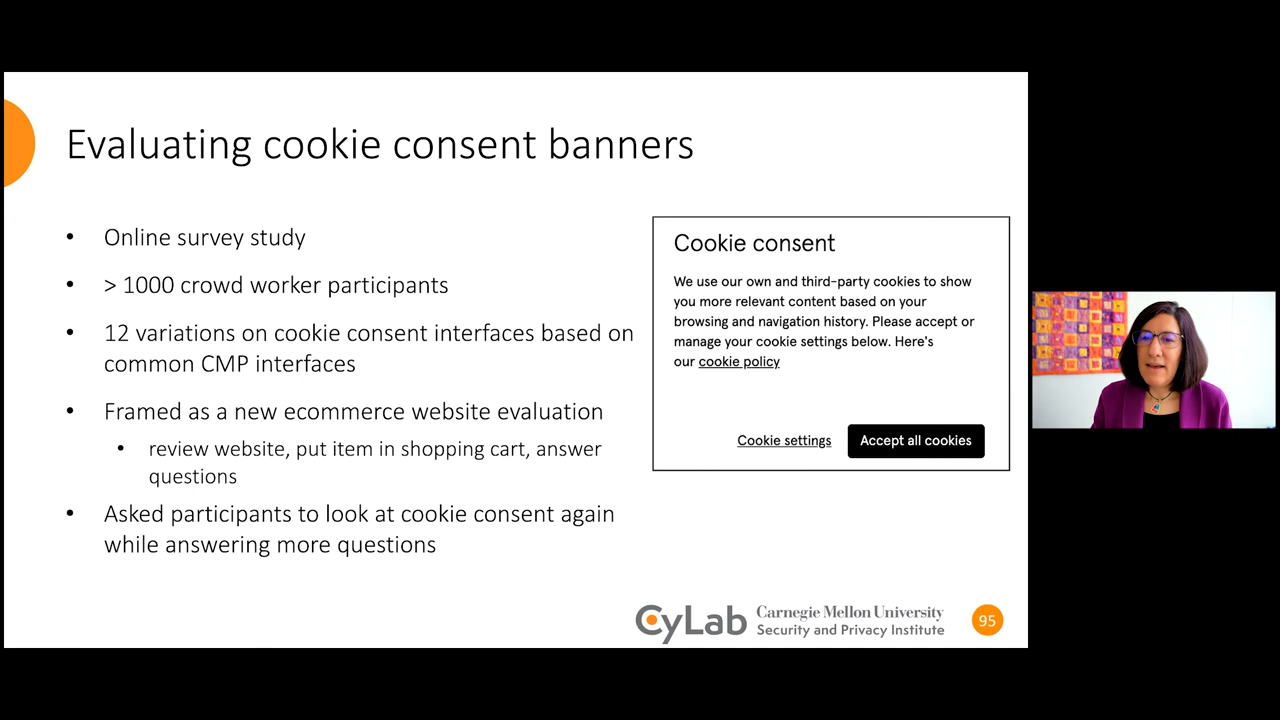 Evaluating cookie consent banners
• Online survey study
• > 1000 crowd worker participants
• 12 variations on cookie consent interfaces based on
common CMP interfaces
• Framed as a new ecommerce website evaluation
• review website, put item in shopping cart, answer
questions
• Asked participants to look at cookie consent again
while answering more questions
Cookie consent
We use our own and third-party cookies to show
you more relevant content based on your
browsing and navigation history. Please accept or
manage your cookie settings below. Here's
our cookie policy
Cookie settings
Accept all cookies
CyLab
Carnegie Mellon University
Security and Privacy Institute
95